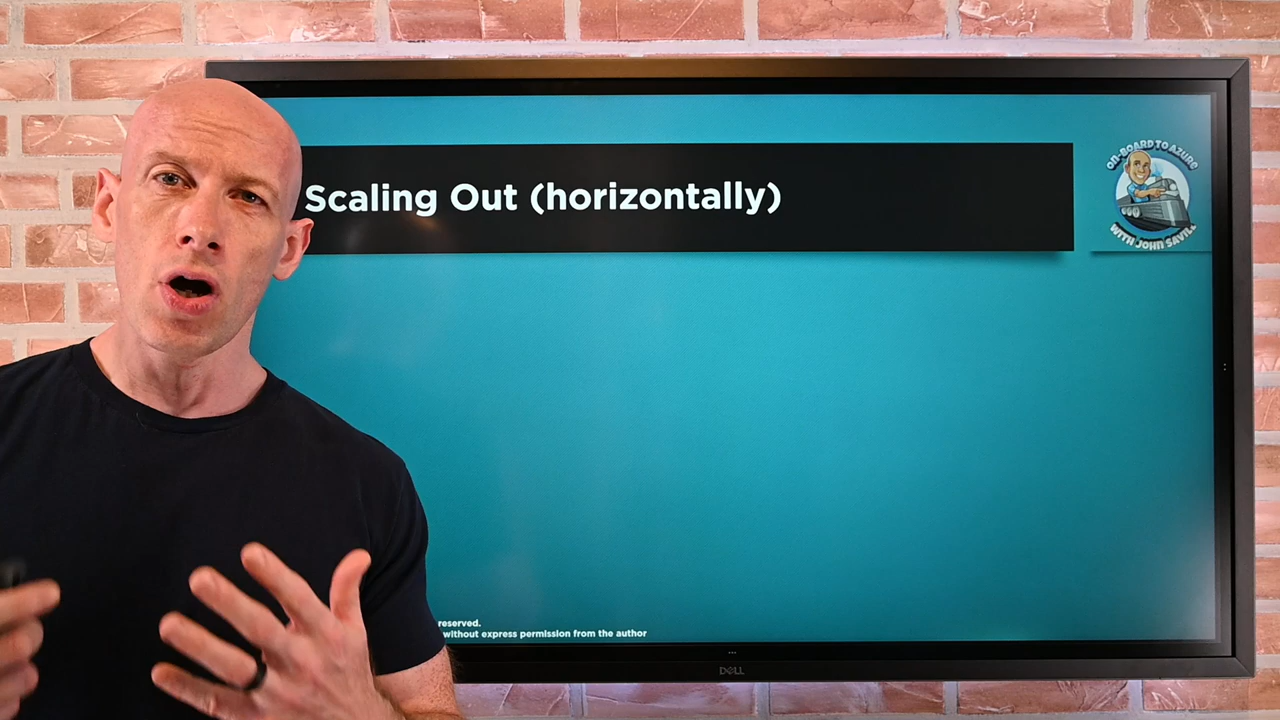 Scaling Out (horizontally)
ON-BOARD TO AZURE
WITH JOHN SAVILL
reserved.
without express permission from the author
DELL